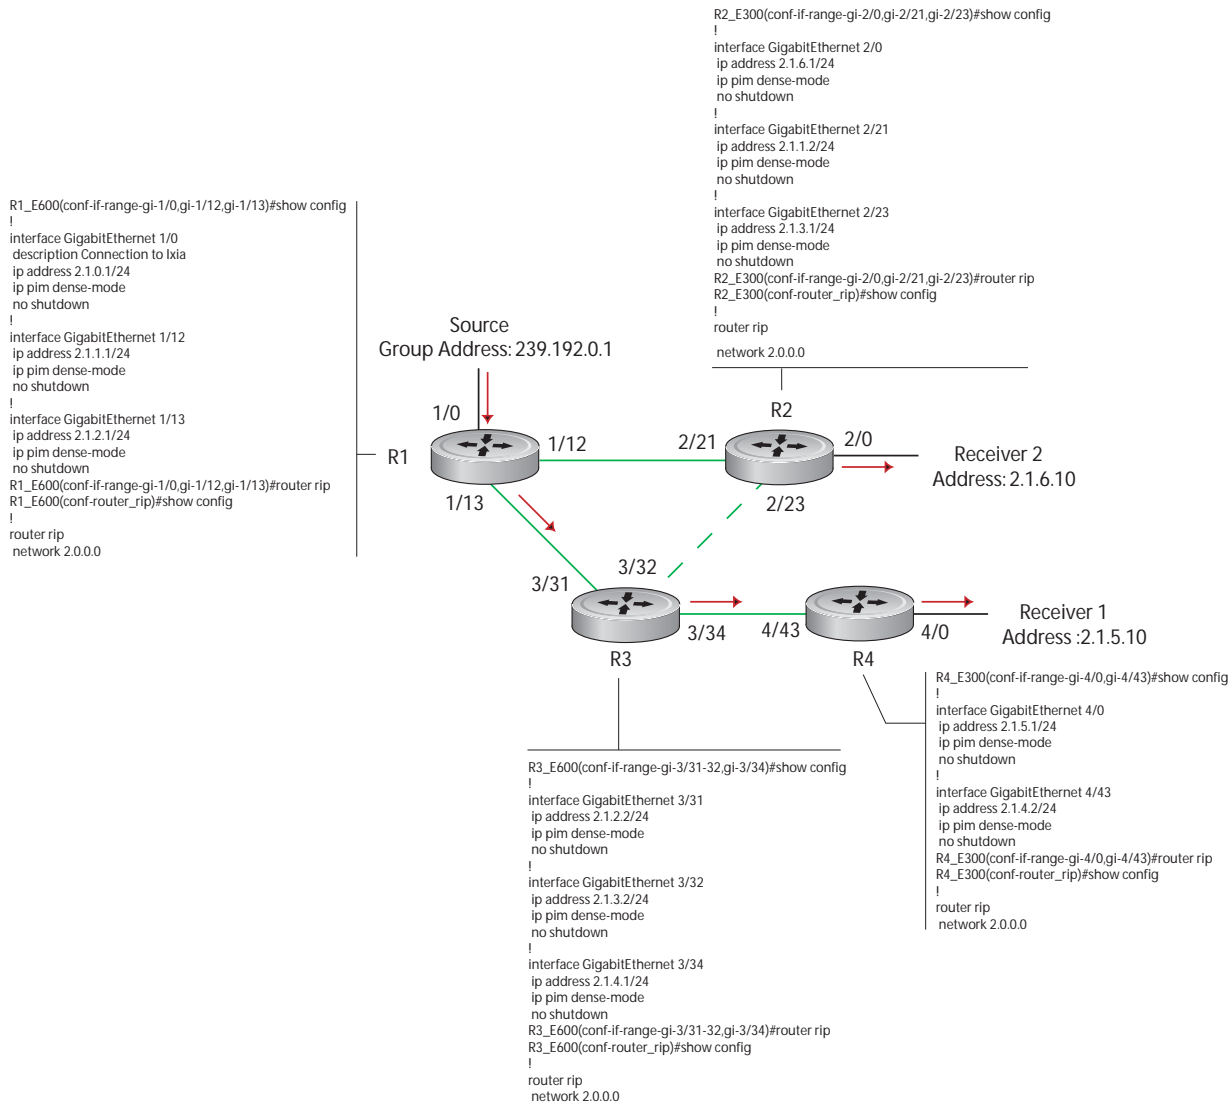 R2_E300(conf-if-range-gi-2/0,gi-2/21,gi-2/23)#show config
!
interface GigabitEthernet 2/0
ip address 2.1.6.1/24
ip pim dense-mode
no shutdown
!
interface GigabitEthernet 2/21
ip address 2.1.1.2/24
ip pim dense-mode
no shutdown
!
interface GigabitEthernet 2/23
ip address 2.1.3.1/24
ip pim dense-mode
no shutdown
R2_E300(conf-if-range-gi-2/0,gi-2/21,gi-2/23)#router rip
R2_E300(conf-router_rip)#show config
!
router rip
network 2.0.0.0
R1_E600(conf-if-range-gi-1/0,gi-1/12,gi-1/13)#show config
!
interface GigabitEthernet 1/0
description Connection to Ixia
ip address 2.1.0.1/24
ip pim dense-mode
no shutdown
!
interface GigabitEthernet 1/12
ip address 2.1.1.1/24
ip pim dense-mode
no shutdown
!
interface GigabitEthernet 1/13
ip address 2.1.2.1/24
ip pim dense-mode
no shutdown
R1_E600(conf-if-range-gi-1/0,gi-1/12,gi-1/13)#router rip
R1_E600(conf-router_rip)#show config
!
router rip
network 2.0.0.0
Source
Group Address: 239.192.0.1
1/0
R1
1/12
1/13
R2
2/21
2/0
2/23
Receiver 2
Address: 2.1.6.10
3/31
3/32
3/34
R3
4/43
4/0
R4
Receiver 1
Address :2.1.5.10
R3_E600(conf-if-range-gi-3/31-32,gi-3/34)#show config
!
interface GigabitEthernet 3/31
ip address 2.1.2.2/24
ip pim dense-mode
no shutdown
!
interface GigabitEthernet 3/32
ip address 2.1.3.2/24
ip pim dense-mode
no shutdown
!
interface GigabitEthernet 3/34
ip address 2.1.4.1/24
ip pim dense-mode
no shutdown
R3_E600(conf-if-range-gi-3/31-32,gi-3/34)#router rip
R3_E600(conf-router_rip)#show config
!
router rip
network 2.0.0.0
R4_E300(conf-if-range-gi-4/0,gi-4/43)#show config
!
interface GigabitEthernet 4/0
ip address 2.1.5.1/24
ip pim dense-mode
no shutdown
!
interface GigabitEthernet 4/43
ip address 2.1.4.2/24
ip pim dense-mode
no shutdown
R4_E300(conf-if-range-gi-4/0,gi-4/43)#router rip
R4_E300(conf-router_rip)#show config
!
router rip
network 2.0.0.0